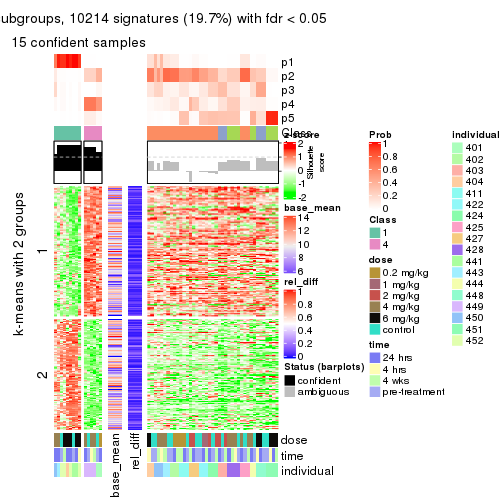 ubgroups, 10214 signatures (19.7%) with fdr < 0.05
15 confident samples
p1
p2
p3
p4
p5
Class
k-means with 2 groups
1
2
base_mean
rel_diff
dose
time
individual
z-score
2
1
0
-1
-2
Silhouette
score
base_mean
14
12
10
8
6
rel_diff
1
0.8
0.6
0.4
0.2
0
Status (barplots)
confident
ambiguous
Prob
1
0.8
0.6
0.4
0.2
0
Class
1
4
dose
0.2 mg/kg
1 mg/kg
2 mg/kg
4 mg/kg
6 mg/kg
control
time
24 hrs
4 hrs
4 wks
pre-treatment
individual
401
402
403
404
411
422
424
425
427
428
441
443
444
448
449
450
451
452